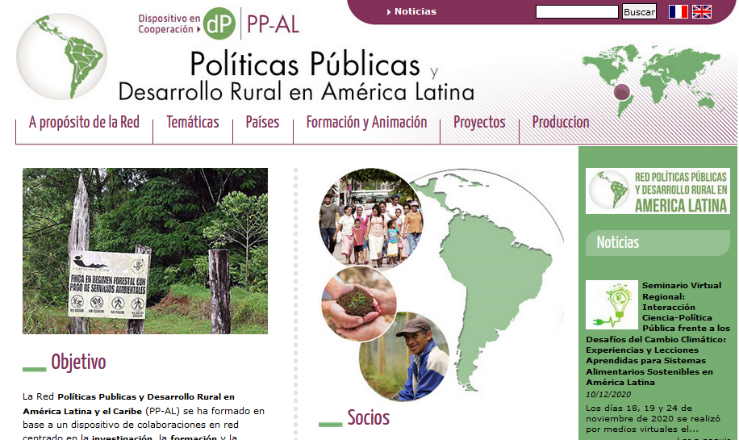 Noticias
Buscar
Dispositivo en
Cooperación
dP
PP-AL
Políticas Públicas y
Desarrollo Rural en América Latina
A propósito de la Red
Temáticas
Países
Formación y Animación
Proyectos
Produccion
FINCA EN REGIMEN FORESTAL CON
PAGO DE SERVICIOS AMBIENTALES
Objetivo
La Red Políticas Publicas y Desarrollo Rural en
América Latina y el Caribe (PP-AL) se ha formado en
base a un dispositivo de colaboraciones en red
centrado en la investigación, la formación y la
Socios
RED POLÍTICAS PÚBLICAS
Y DESARROLLO RURAL EN
AMERICA LATINA
Noticias
Seminario Virtual
Regional:
Interacción
Ciencia-Política
Pública frente a los
Desafíos del Cambio Climático:
Experiencias y Lecciones
Aprendidas para Sistemas
Alimentarios Sostenibles en
América Latina
10/12/2020
Los días 18, 19 y 24 de
noviembre de 2020 se realizó
por medios virtuales el...